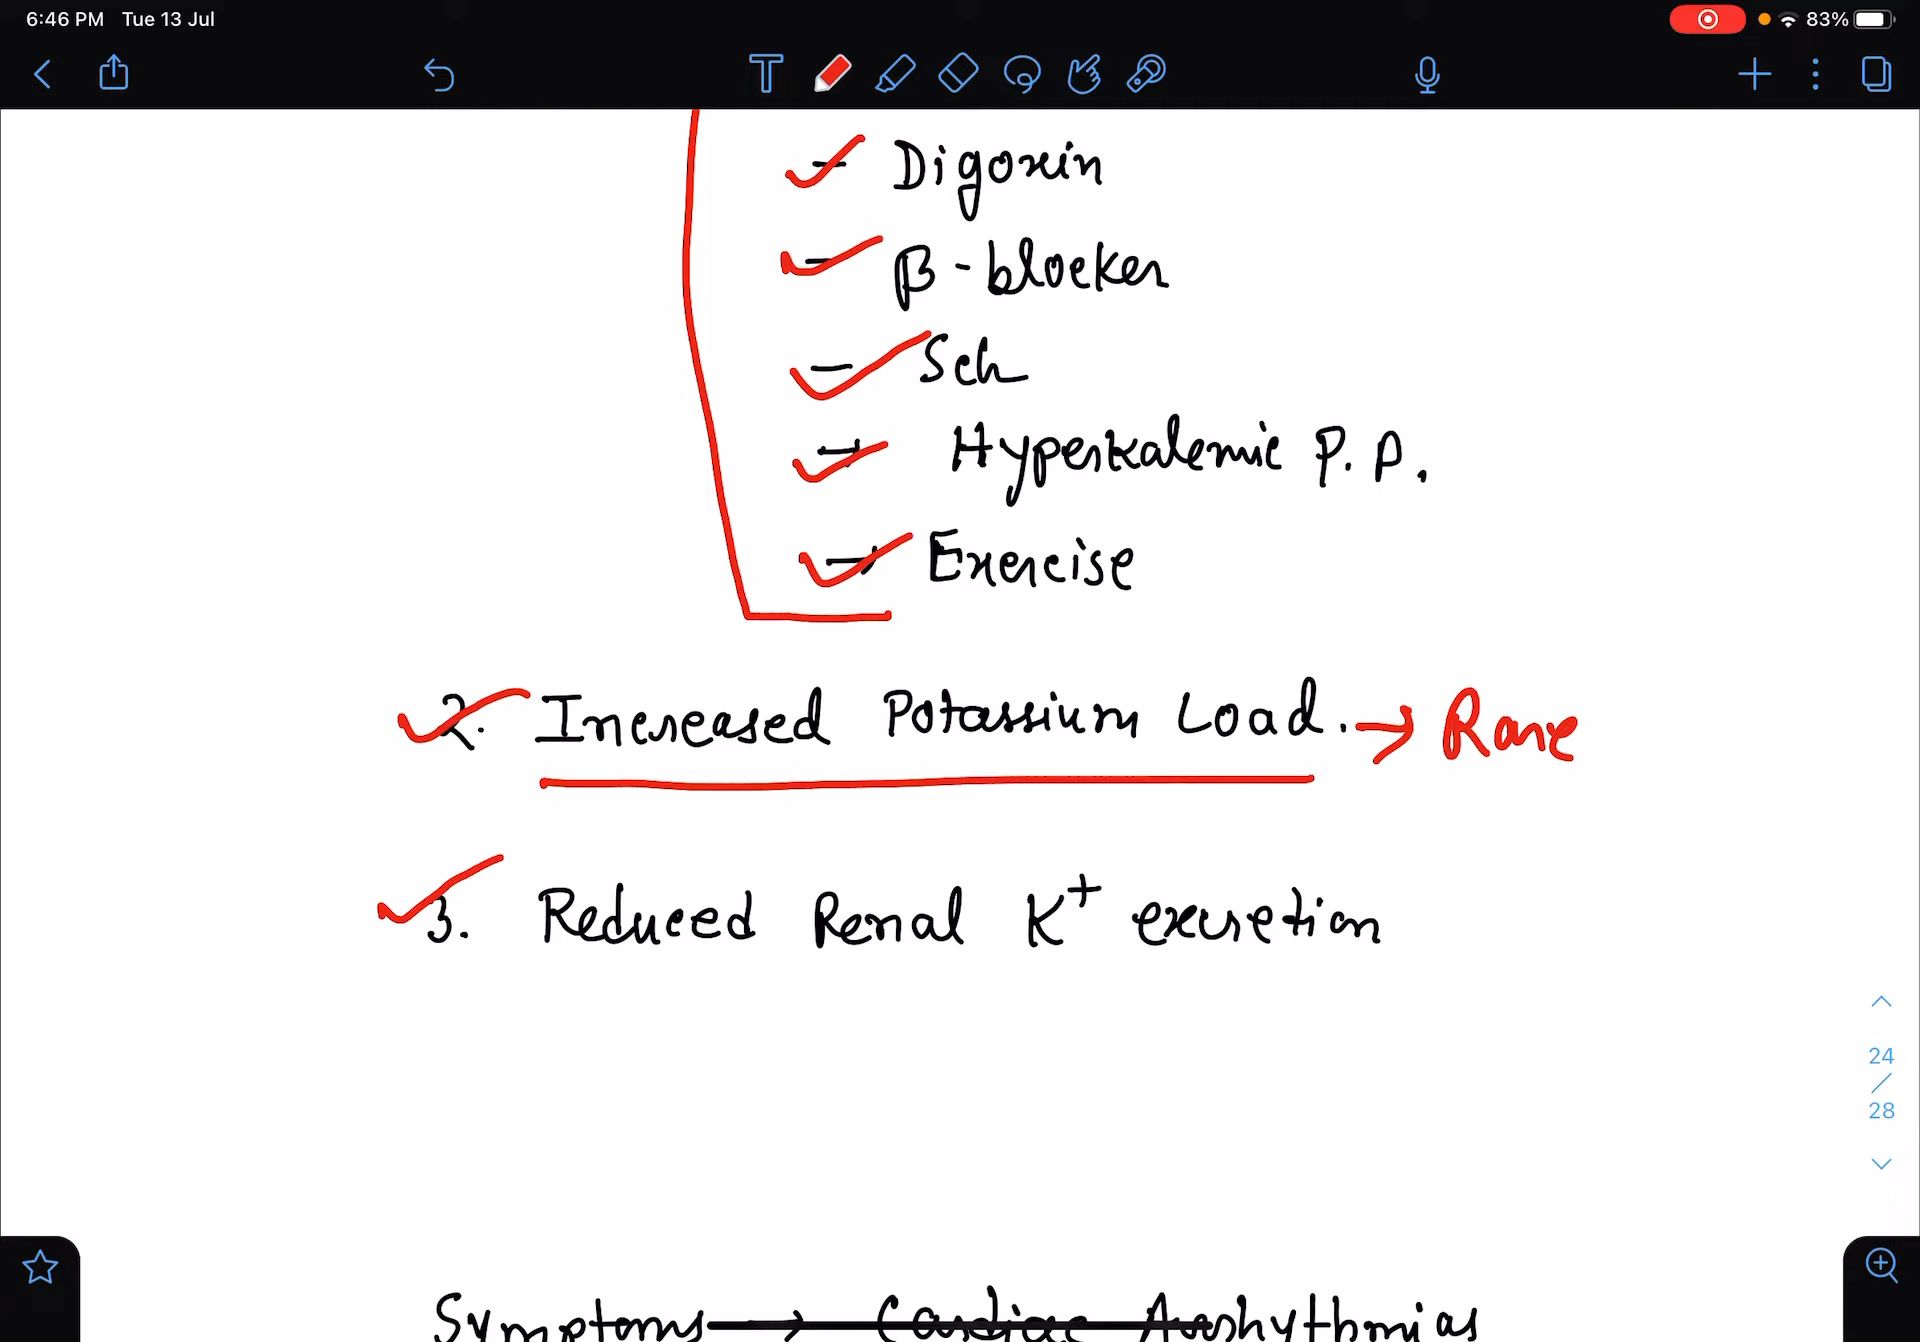 6:46 PM Tue 13 Jul 83%
- Digoxin
- β-blocker
- Sch
→ Hyperkalemic P. P.
→ Exercise
2. Increased Potassium Load. → Rare
3. Reduced Renal K+ excretion
24
/
28
Symptoms → Cardiac Arrhythmias